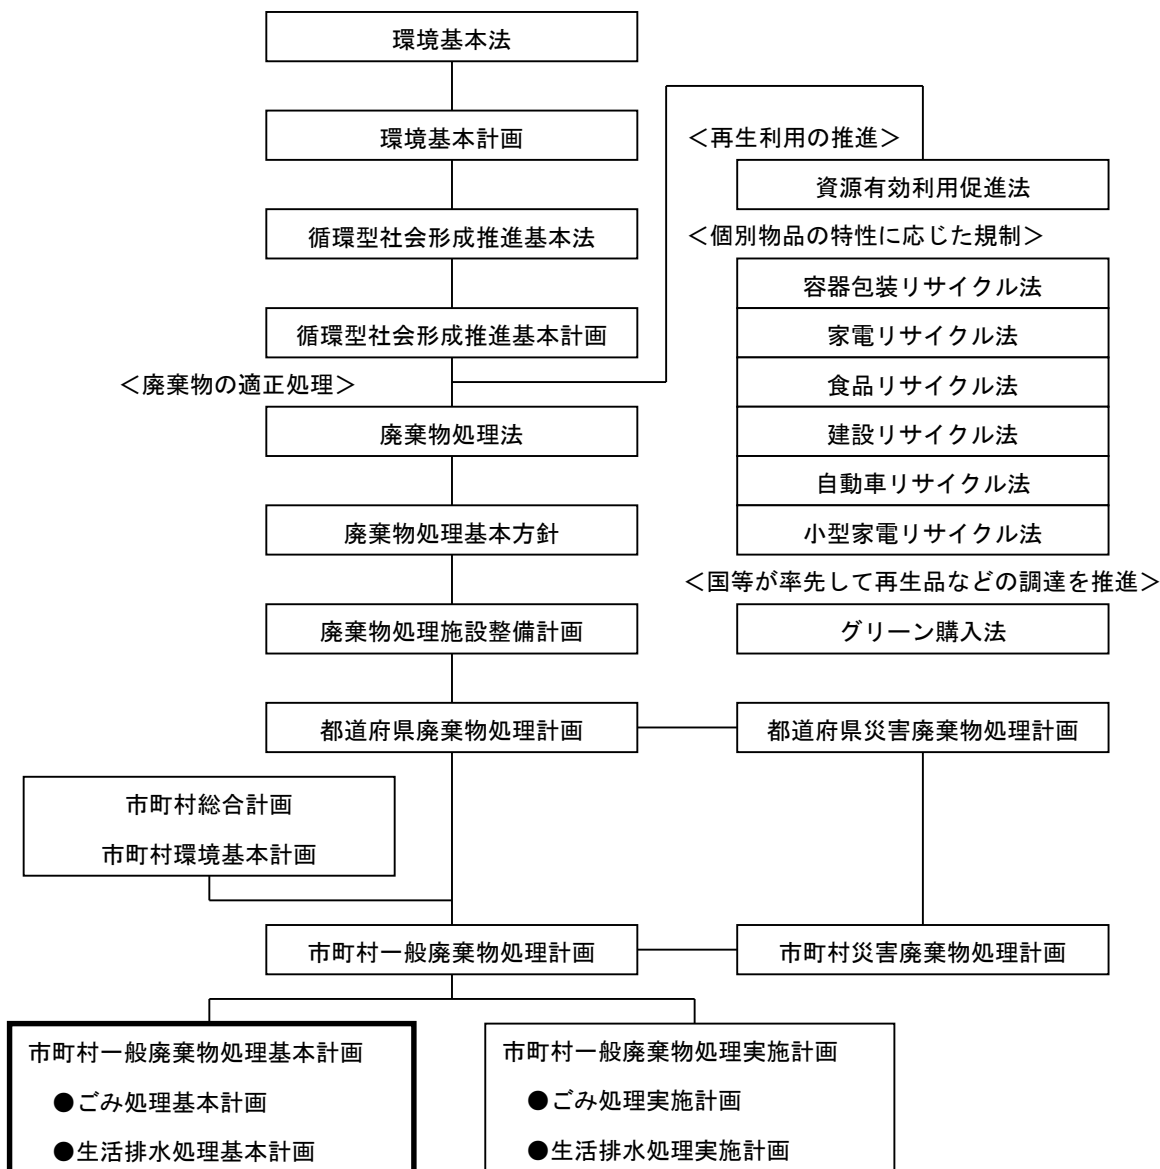 環境基本法
環境基本計画
＜再生利用の推進＞
資源有効利用促進法
循環型社会形成推進基本法
＜個別物品の特性に応じた規制＞
容器包装リサイクル法
循環型社会形成推進基本計画
家電リサイクル法
＜廃棄物の適正処理＞
食品リサイクル法
廃棄物処理法
建設リサイクル法
自動車リサイクル法
廃棄物処理基本方針
小型家電リサイクル法
＜国等が率先して再生品などの調達を推進＞
廃棄物処理施設整備計画
グリーン購入法
都道府県廃棄物処理計画
都道府県災害廃棄物処理計画
市町村総合計画
市町村環境基本計画
市町村一般廃棄物処理計画
市町村災害廃棄物処理計画
市町村一般廃棄物処理基本計画
●ごみ処理基本計画
●生活排水処理基本計画
市町村一般廃棄物処理実施計画
●ごみ処理実施計画
●生活排水処理実施計画